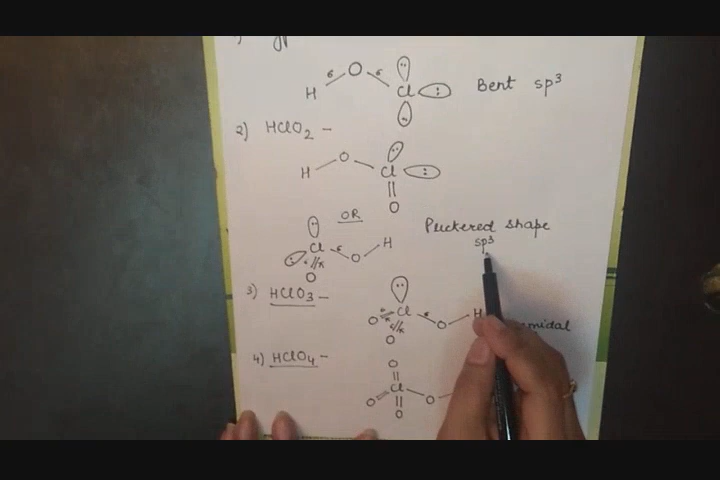 H O Cl Bent sp³
σ σ
2) HClO₂ -
H O Cl
O
OR
Cl σ O H Puckered shape
σ π sp³
O
3) HClO₃ -
O Cl σ O H
σ π
O
4) HClO₄ -
O
O Cl O
O